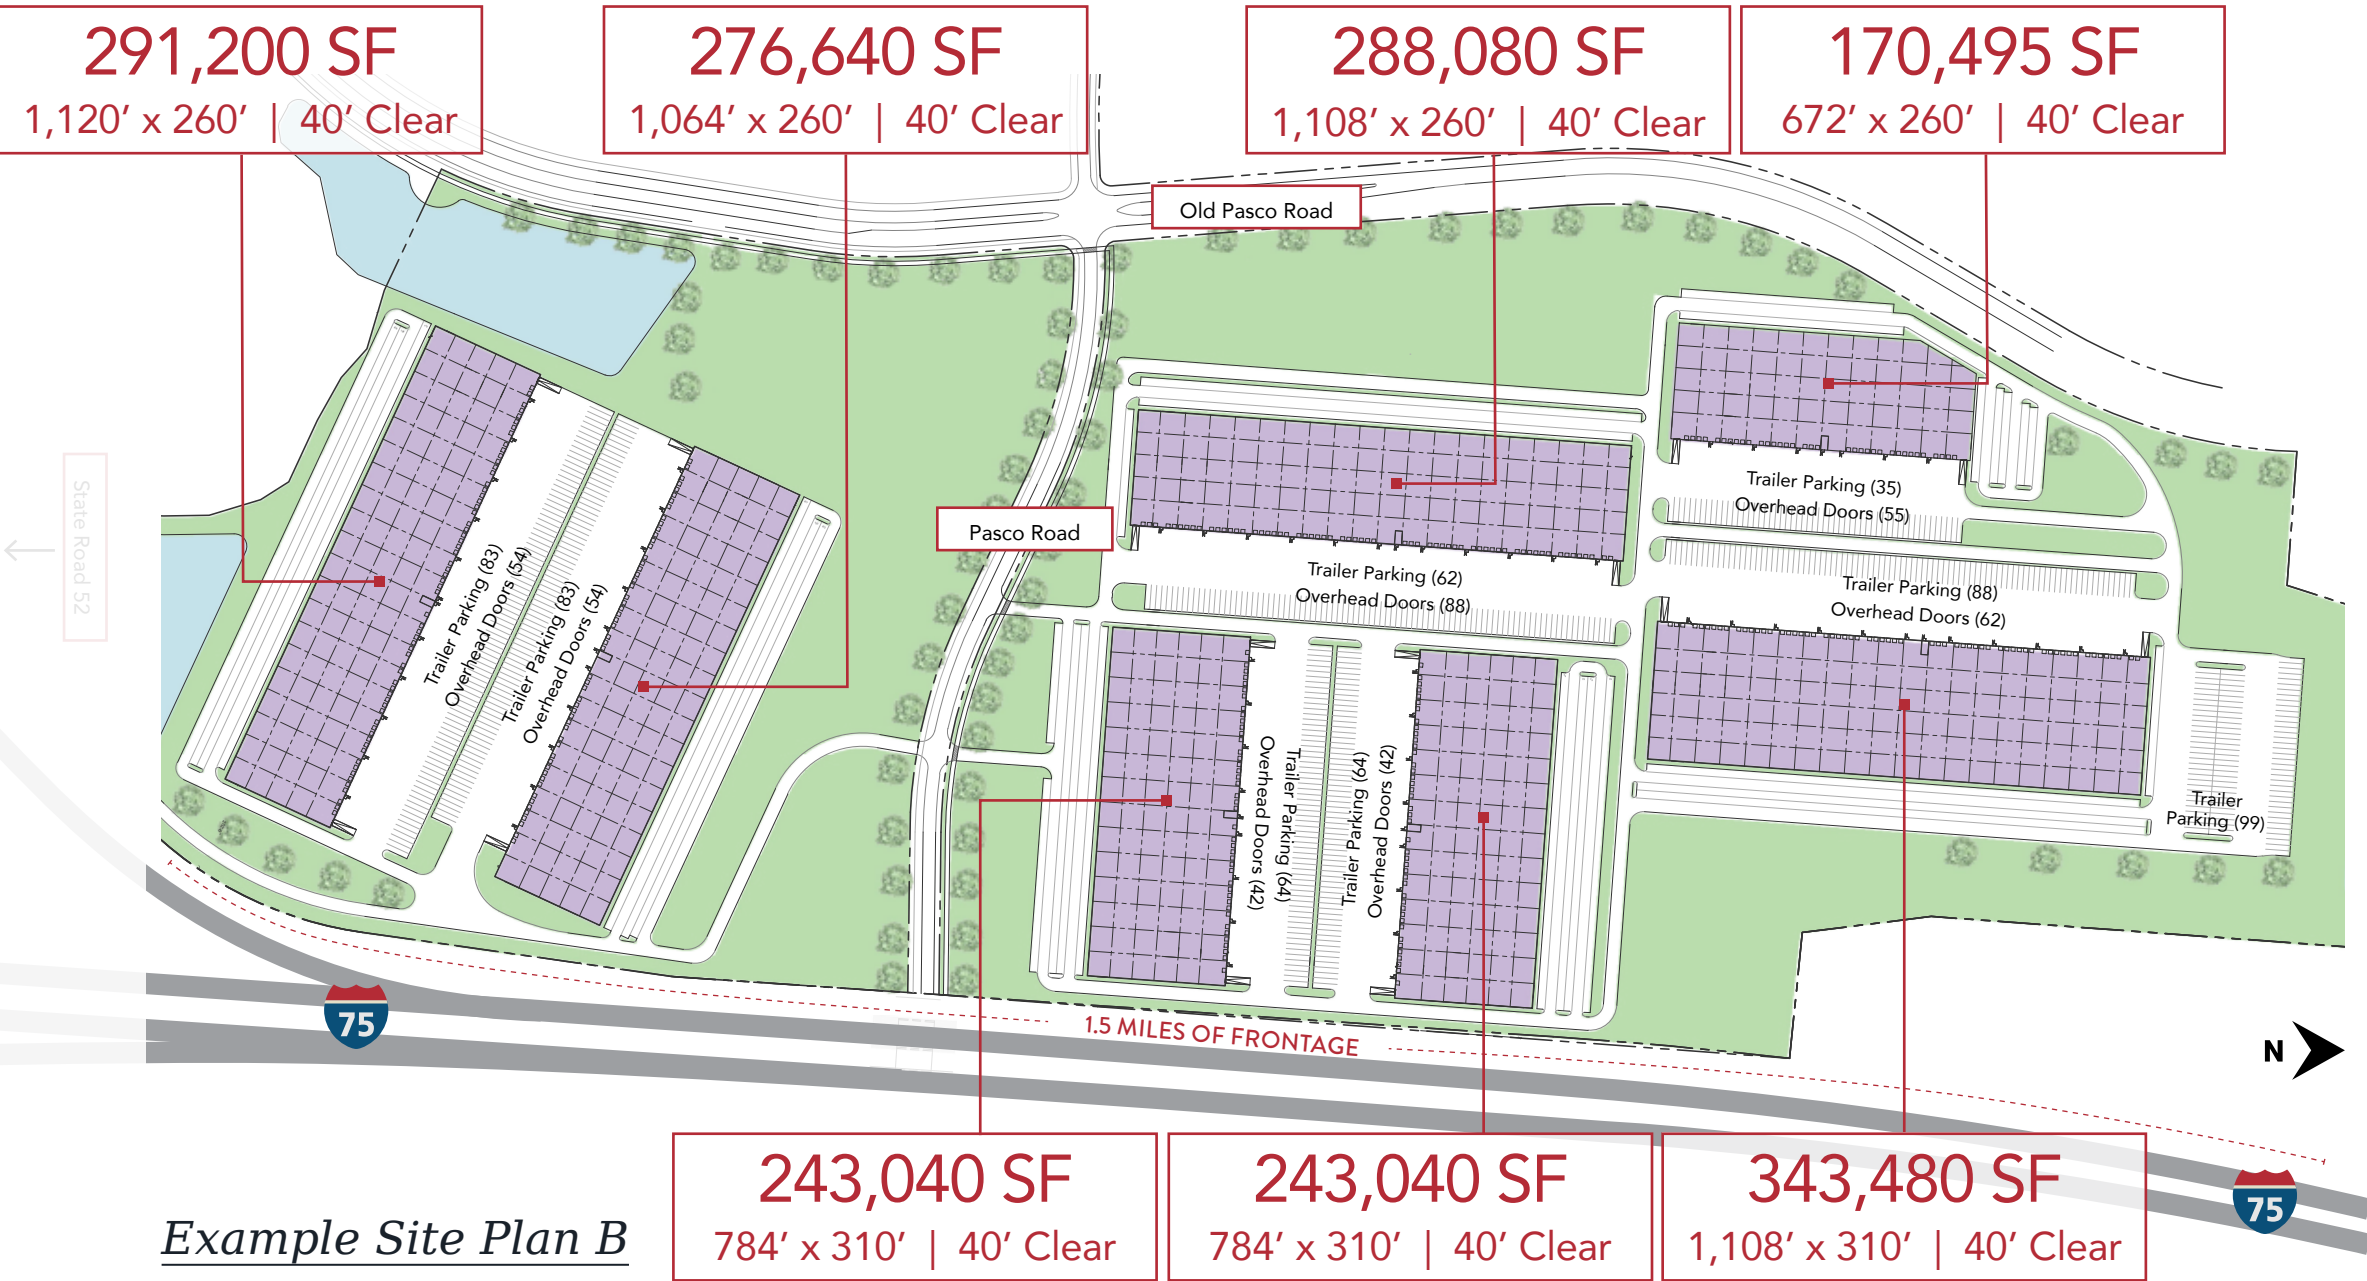 291,200 SF
1,120′ x 260′ | 40′ Clear
276,640 SF
1,064′ x 260′ | 40′ Clear
288,080 SF
1,108′ x 260′ | 40′ Clear
170,495 SF
672′ x 260′ | 40′ Clear
Old Pasco Road
Pasco Road
State Road 52
Trailer Parking (83)
Overhead Doors (54)
Trailer Parking (83)
Overhead Doors (54)
Trailer Parking (62)
Overhead Doors (88)
Trailer Parking (35)
Overhead Doors (55)
Trailer Parking (88)
Overhead Doors (62)
Trailer Parking (64)
Overhead Doors (42)
Trailer Parking (64)
Overhead Doors (42)
Trailer
Parking (99)
75
1.5 MILES OF FRONTAGE
N
243,040 SF
784′ x 310′ | 40′ Clear
243,040 SF
784′ x 310′ | 40′ Clear
343,480 SF
1,108′ x 310′ | 40′ Clear
75
Example Site Plan B